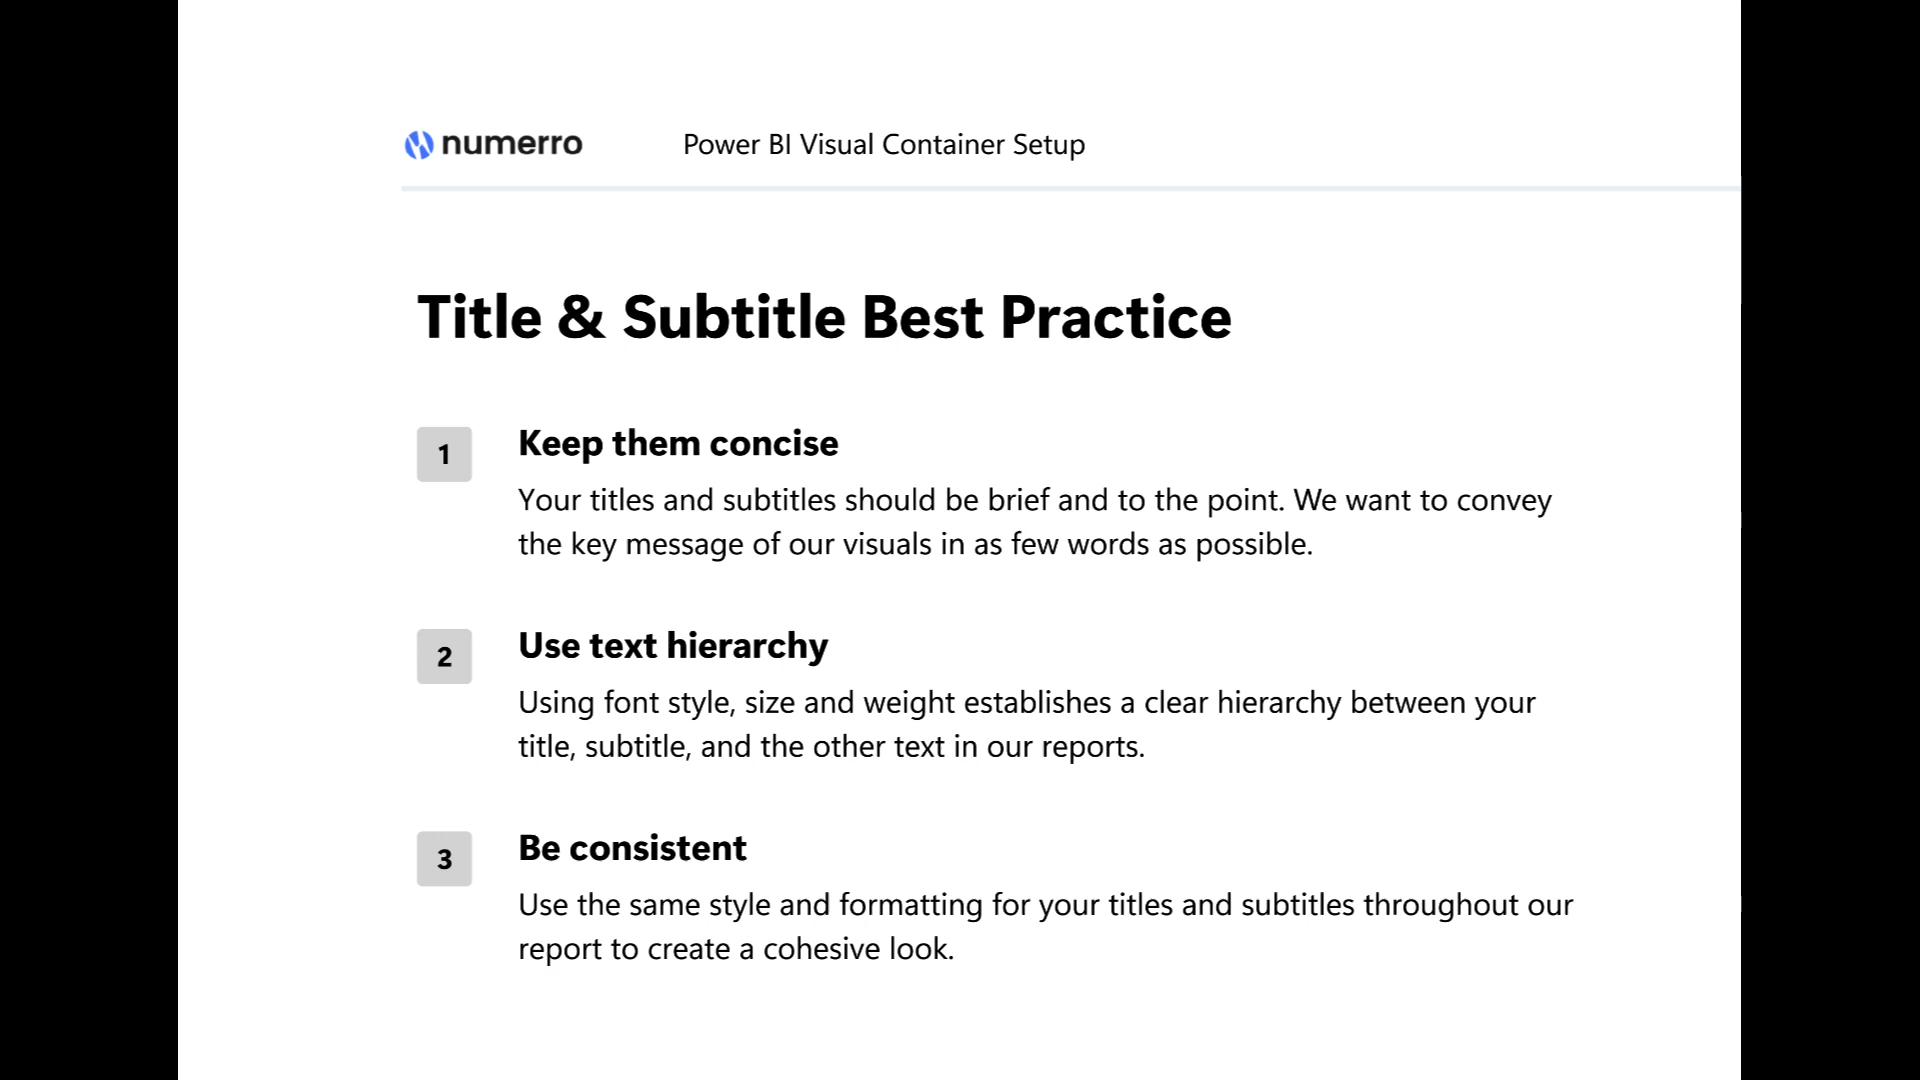 numerro
Power BI Visual Container Setup
Title & Subtitle Best Practice
1
Keep them concise
Your titles and subtitles should be brief and to the point. We want to convey
the key message of our visuals in as few words as possible.
2
Use text hierarchy
Using font style, size and weight establishes a clear hierarchy between your
title, subtitle, and the other text in our reports.
3
Be consistent
Use the same style and formatting for your titles and subtitles throughout our
report to create a cohesive look.